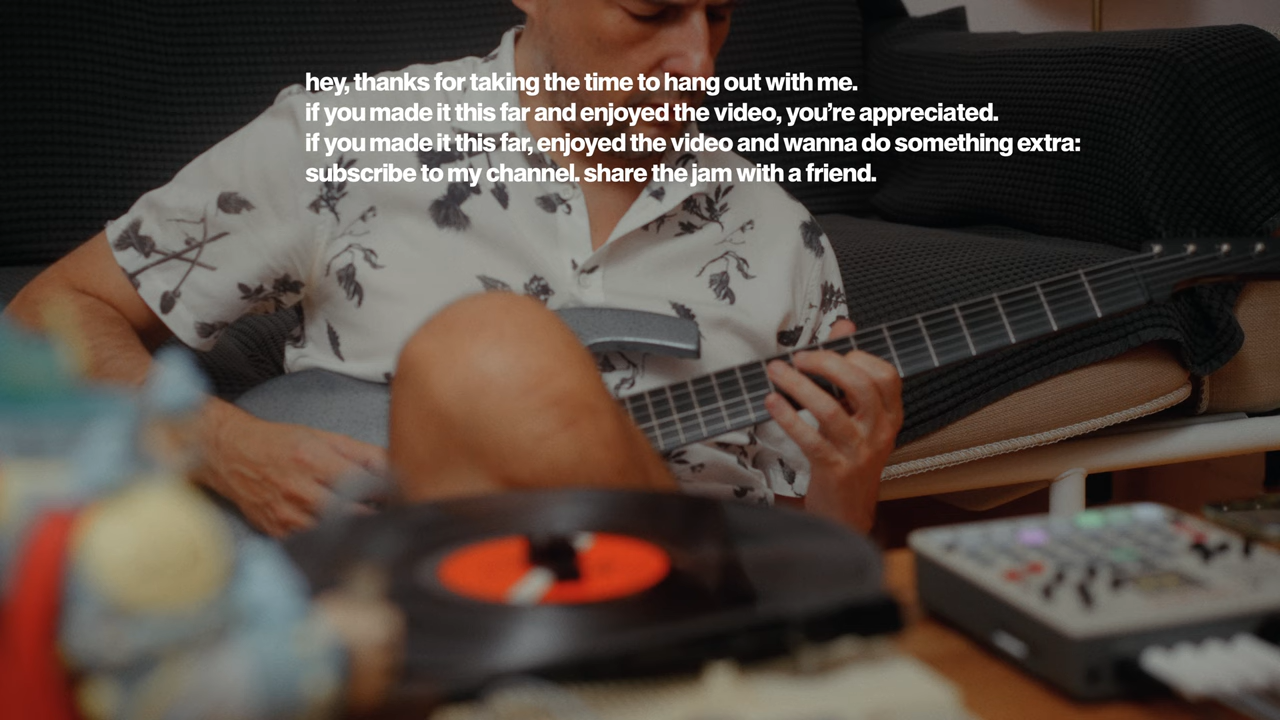 hey, thanks for taking the time to hang out with me.
if you made it this far and enjoyed the video, you're appreciated.
if you made it this far, enjoyed the video and wanna do something extra:
subscribe to my channel. share the jam with a friend.